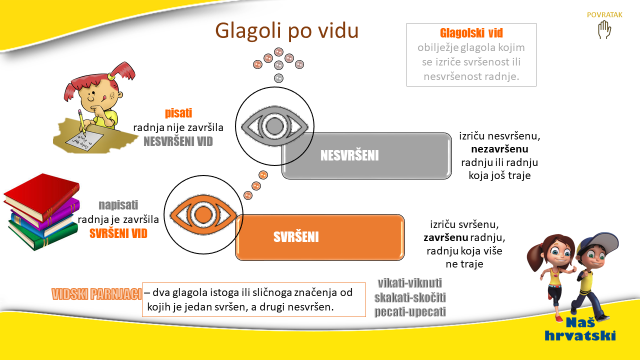 POVRATAK
Glagoli po vidu
Glagolski vid
obilježje glagola kojim
se izriče svršenost ili
nesvršenost radnje.
pisati
radnja nije završila
NESVRŠENI VID
NESVRŠENI
izriču nesvršenu,
nezavršenu
radnju ili radnju
koja još traje
napisati
radnja je završila
SVRŠENI VID
SVRŠENI
izriču svršenu,
završenu radnju,
radnju koja više
ne traje
VIDSKI PARNJACI – dva glagola istoga ili sličnoga značenja od
kojih je jedan svršen, a drugi nesvršen.
vikati-viknuti
skakati-skočiti
pecati-upecati
Naš
hrvatski